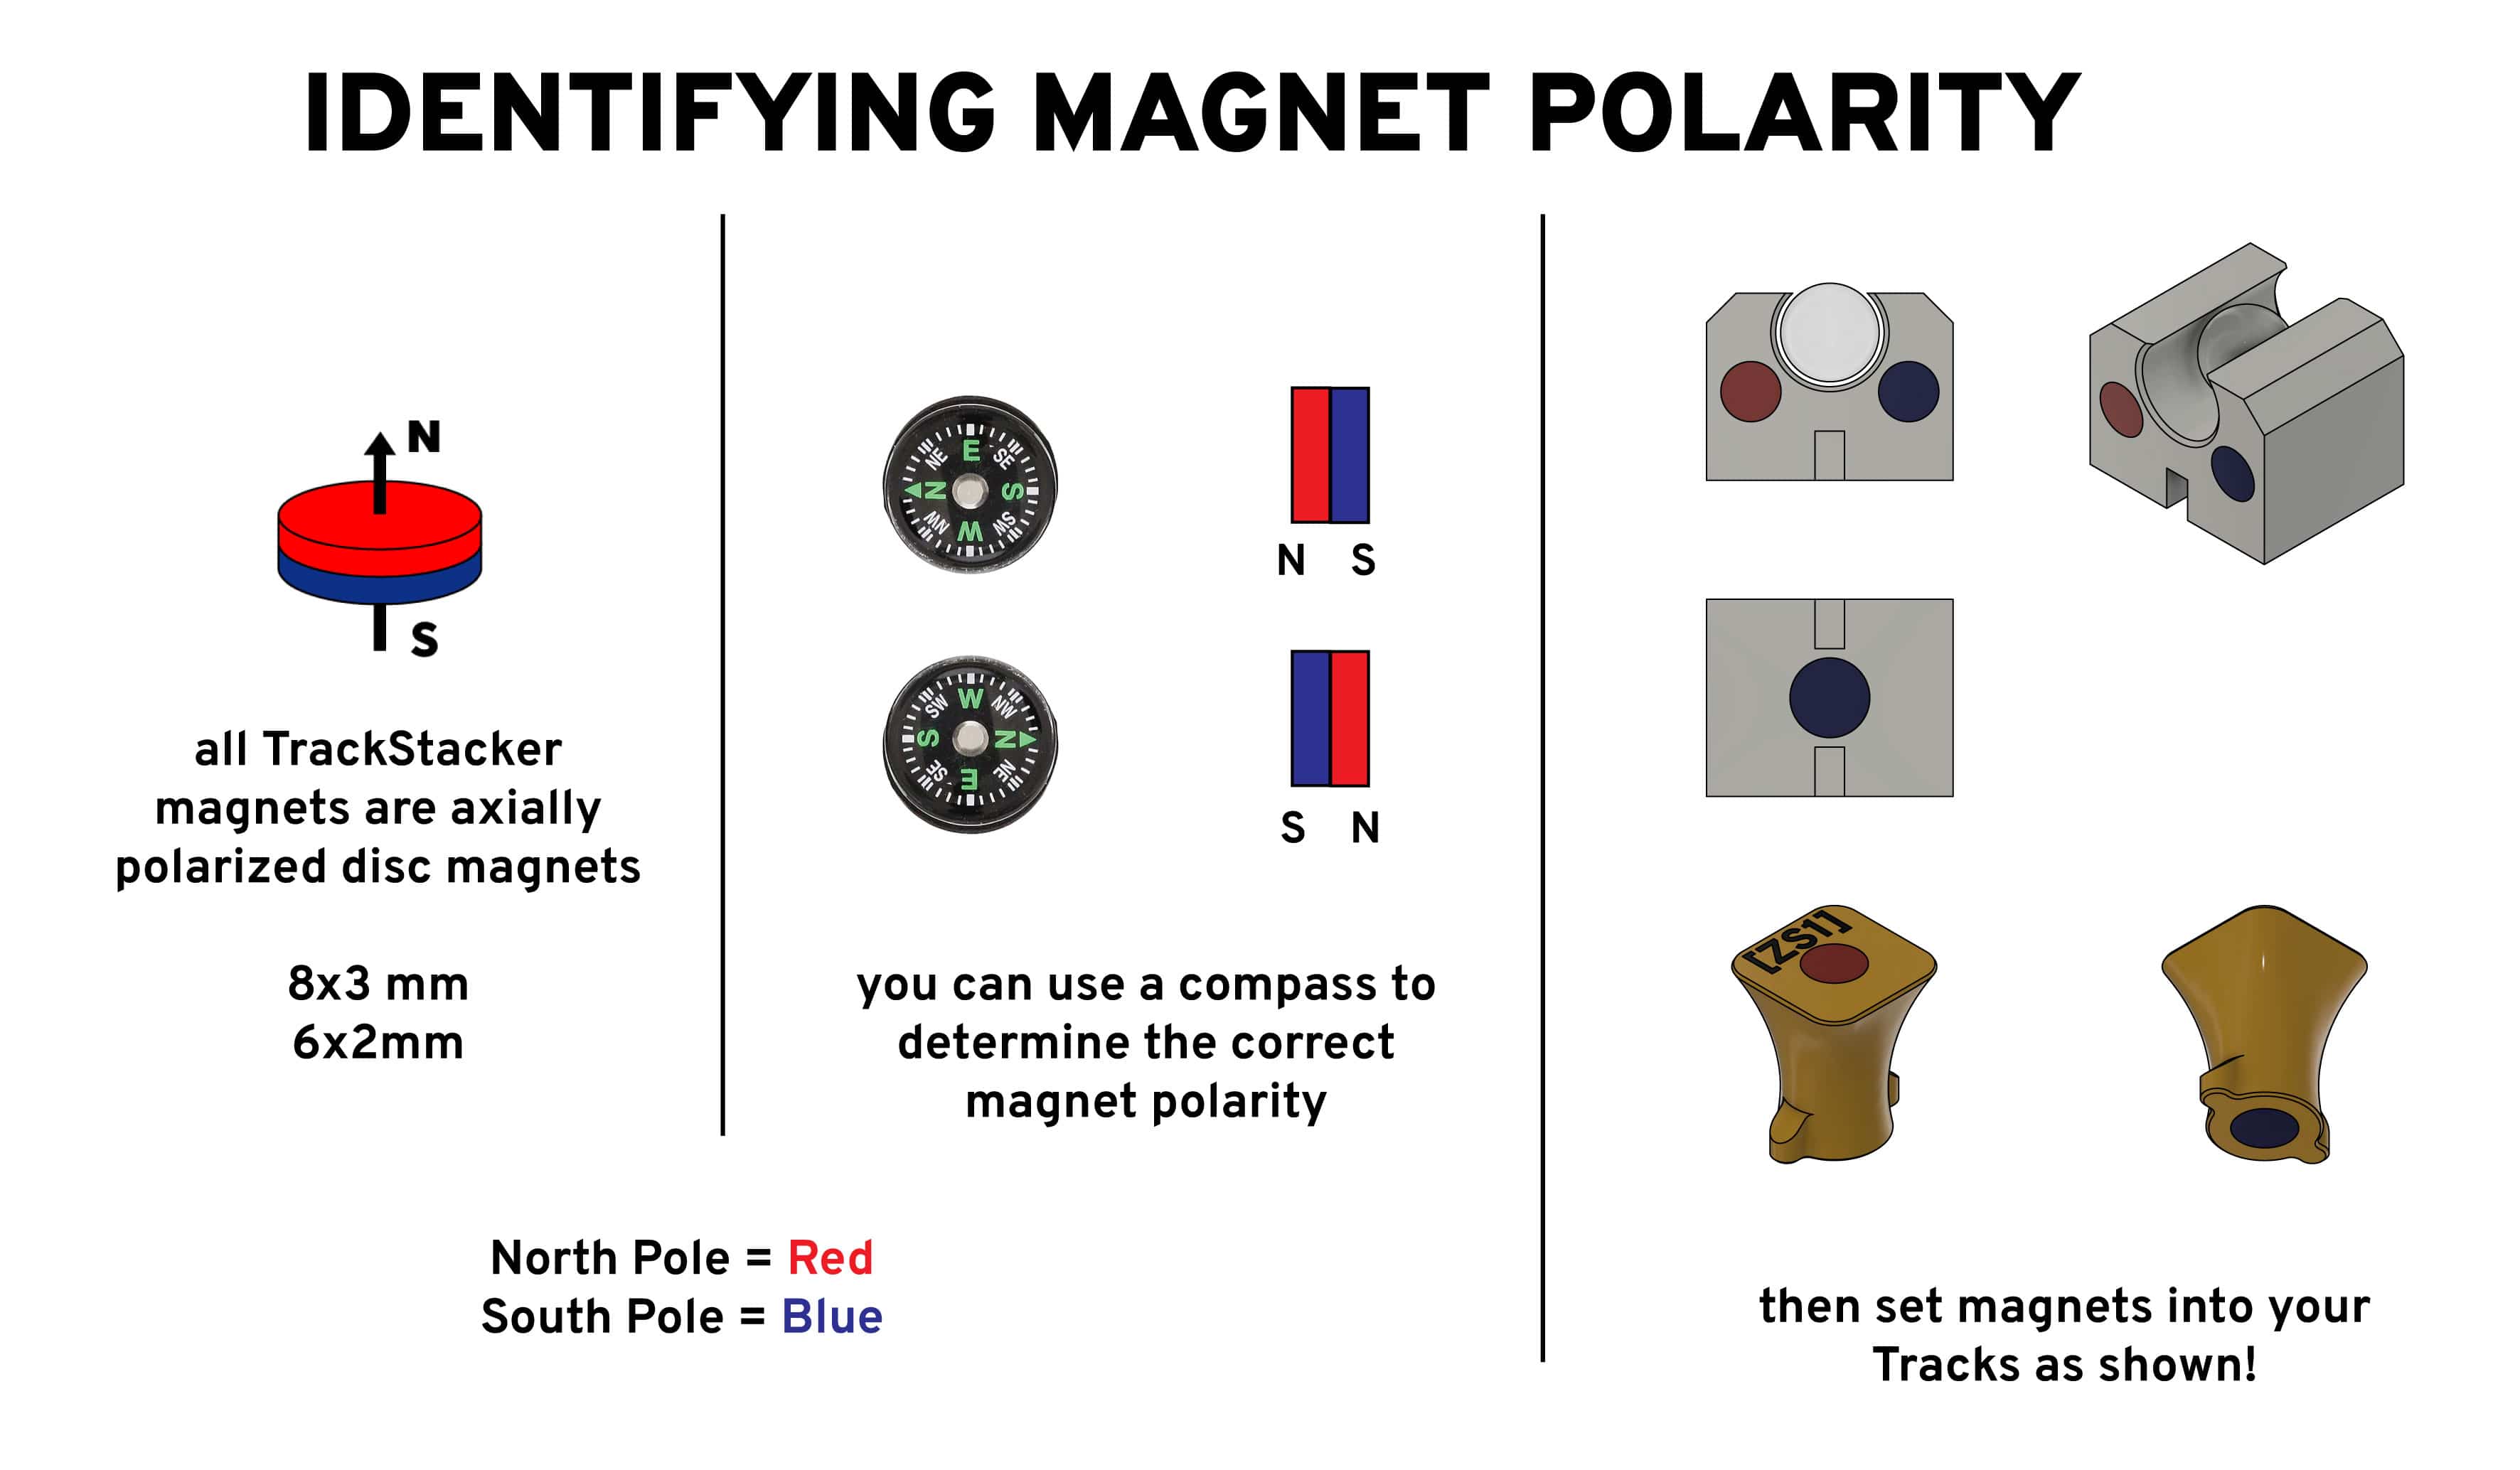 IDENTIFYING MAGNET POLARITY
N
S
all TrackStacker
magnets are axially
polarized disc magnets
8x3 mm
6x2mm
E
NE
SE
N
S
NW
SW
W
N S
W
SW
NW
S
N
SE
NE
E
S N
you can use a compass to
determine the correct
magnet polarity
North Pole = Red
South Pole = Blue
[ZS1]
then set magnets into your
Tracks as shown!